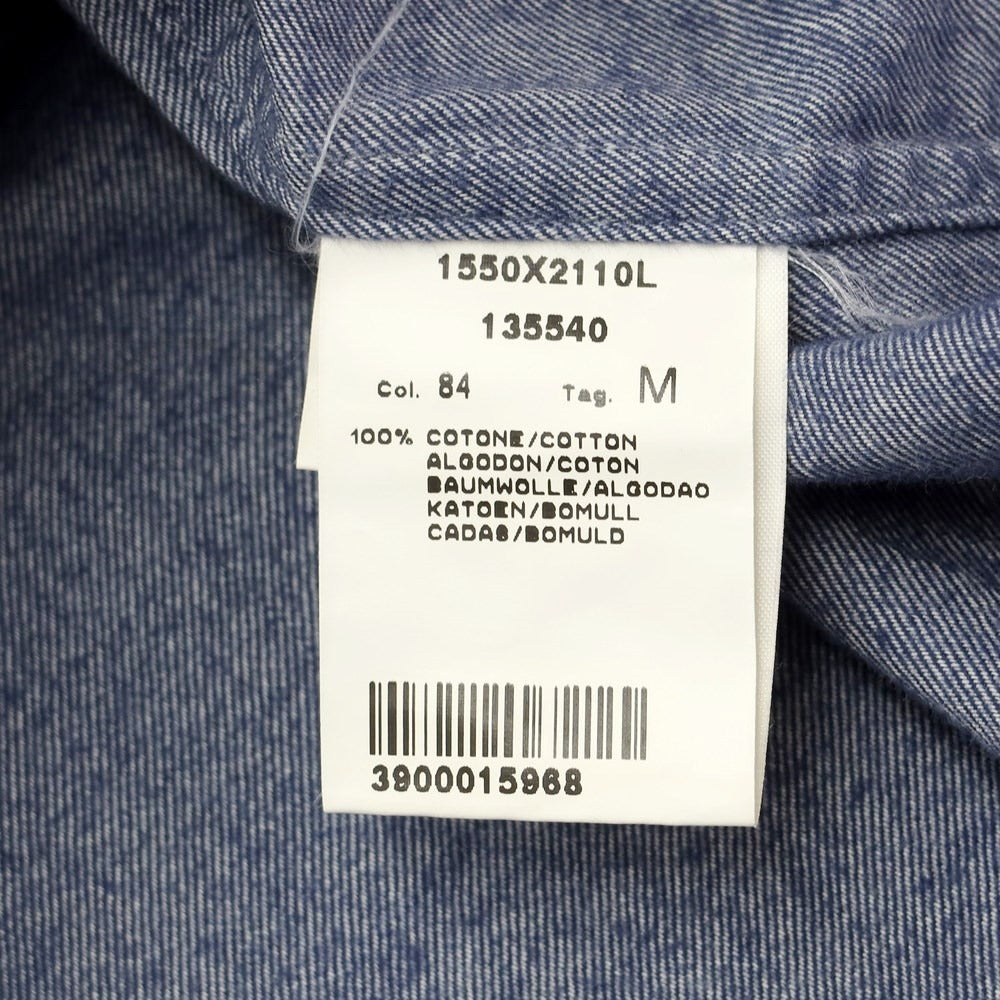 1550X2110L
135540
Col. 84 Tag. M
100% COTONE/COTTON
ALGODON/COTON
BAUMWOLLE/ALGODAO
KATOEN/BOMULL
CADAS/BOMULD
3900015968